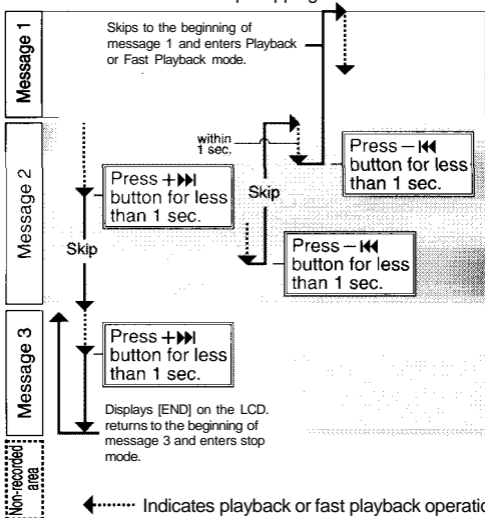 Message 1
Skips to the beginning of
message 1 and enters Playback
or Fast Playback mode.
Message 2
within
1 sec.
Press – ⏮
button for less
than 1 sec.
Press + ⏭
button for less
than 1 sec.
Skip
Skip
Press – ⏮
button for less
than 1 sec.
Message 3
Press + ⏭
button for less
than 1 sec.
Displays [END] on the LCD.
returns to the beginning of
message 3 and enters stop
mode.
Non-recorded
area
Indicates playback or fast playback